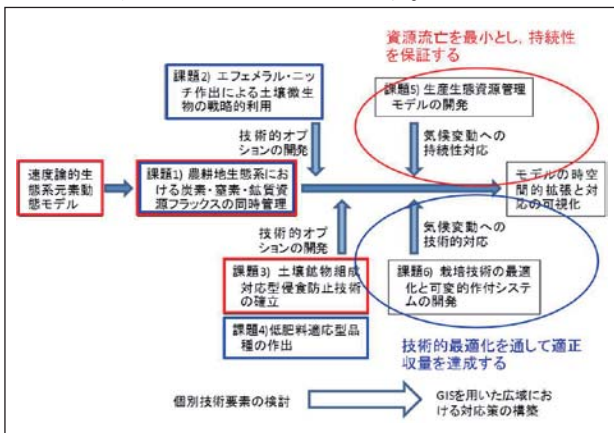 資源流亡を最小とし，持続性
を保証する
課題2) エフェメラル・ニッ
チ作出による土壌微生
物の戦略的利用
課題5) 生産生態資源管理
モデルの開発
技術的オプ
ションの開発
気候変動への
持続性対応
速度論的生
態系元素動
態モデル
課題1) 農耕地生態系にお
ける炭素・窒素・鉱質資
源フラックスの同時管理
モデルの時空
間的拡張と対
応の可視化
技術的オプ
ションの開発
気候変動への
技術的対応
課題3) 土壌鉱物組成
対応型侵食防止技術
の確立
課題6) 栽培技術の最適
化と可変的作付システ
ムの開発
課題4)低肥料適応型品
種の作出
技術的最適化を通して適正
収量を達成する
個別技術要素の検討
GISを用いた広域にお
ける対応策の構築